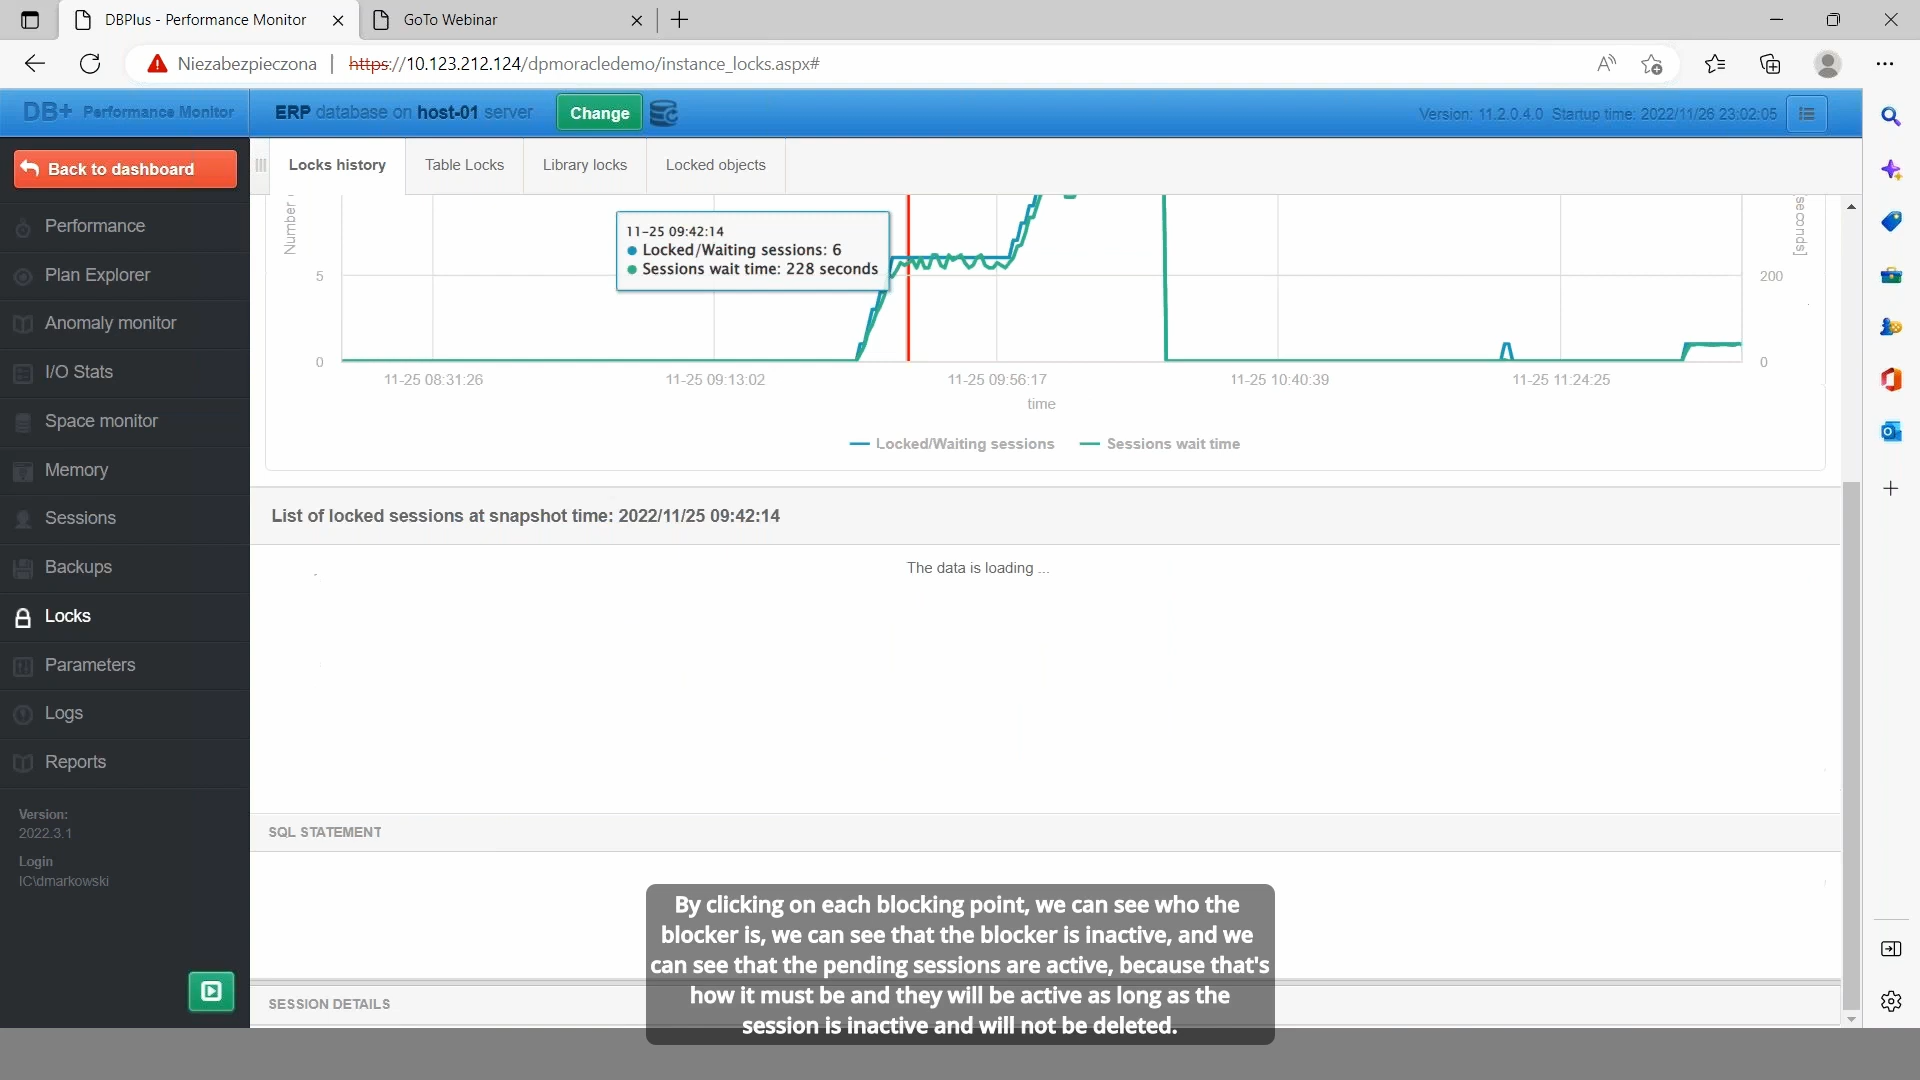 DBPlus - Performance Monitor
GoTo Webinar
Niezabezpieczona
https://10.123.212.124/dpmoracledemo/instance_locks.aspx#
DB+ Performance Monitor
ERP database on host-01 server
Change
Version: 11.2.0.4.0 Startup time: 2022/11/26 23:02:05
Back to dashboard
Locks history
Table Locks
Library locks
Locked objects
Performance
Plan Explorer
Anomaly monitor
I/O Stats
Space monitor
Memory
Sessions
Backups
Locks
Parameters
Logs
Reports
Version:
2022.3.1
Login
IC\dmarkowski
Number
seconds]
11-25 09:42:14
Locked/Waiting sessions: 6
Sessions wait time: 228 seconds
5
200
0
0
11-25 08:31:26
11-25 09:13:02
11-25 09:56:17
11-25 10:40:39
11-25 11:24:25
time
Locked/Waiting sessions
Sessions wait time
List of locked sessions at snapshot time: 2022/11/25 09:42:14
The data is loading ...
SQL STATEMENT
SESSION DETAILS
By clicking on each blocking point, we can see who the
blocker is, we can see that the blocker is inactive, and we
can see that the pending sessions are active, because that's
how it must be and they will be active as long as the
session is inactive and will not be deleted.